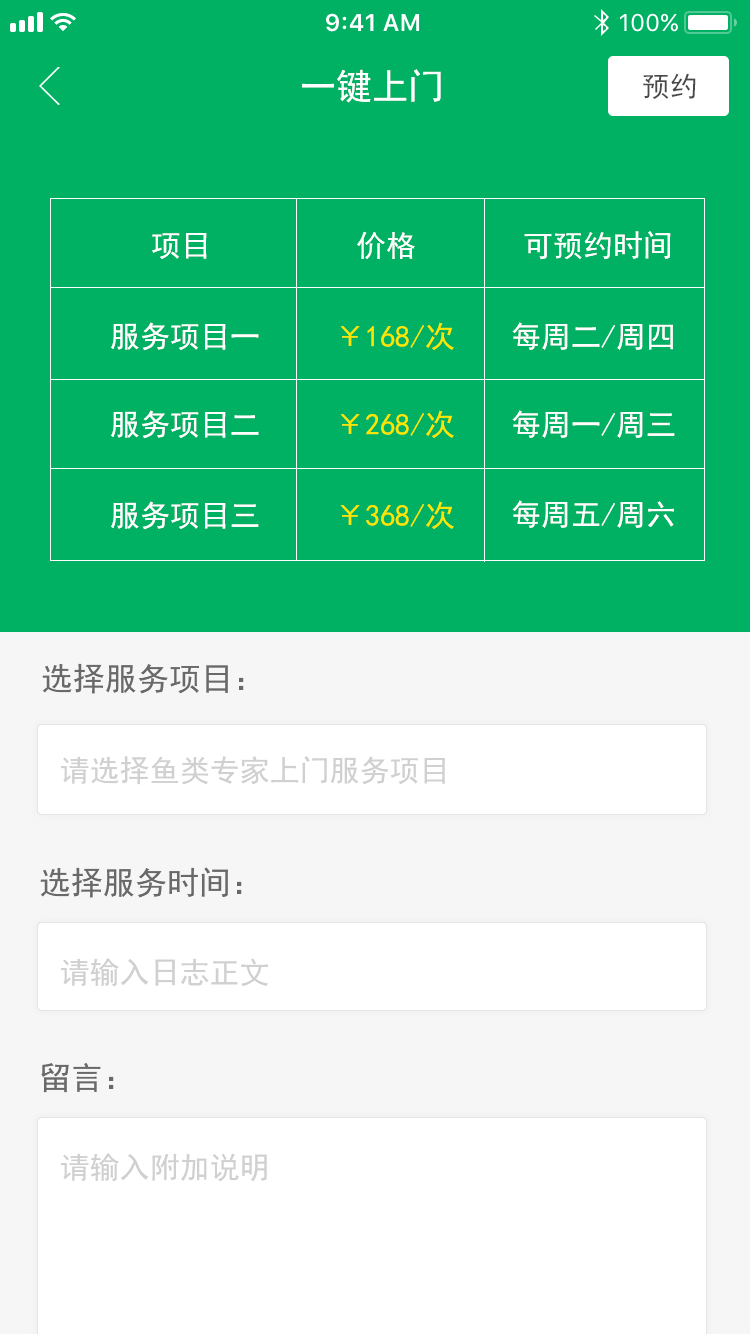 9:41 AM
100%
一键上门
预约
项目 价格 可预约时间
服务项目一 ￥168/次 每周二/周四
服务项目二 ￥268/次 每周一/周三
服务项目三 ￥368/次 每周五/周六
选择服务项目：
请选择鱼类专家上门服务项目
选择服务时间：
请输入日志正文
留言：
请输入附加说明